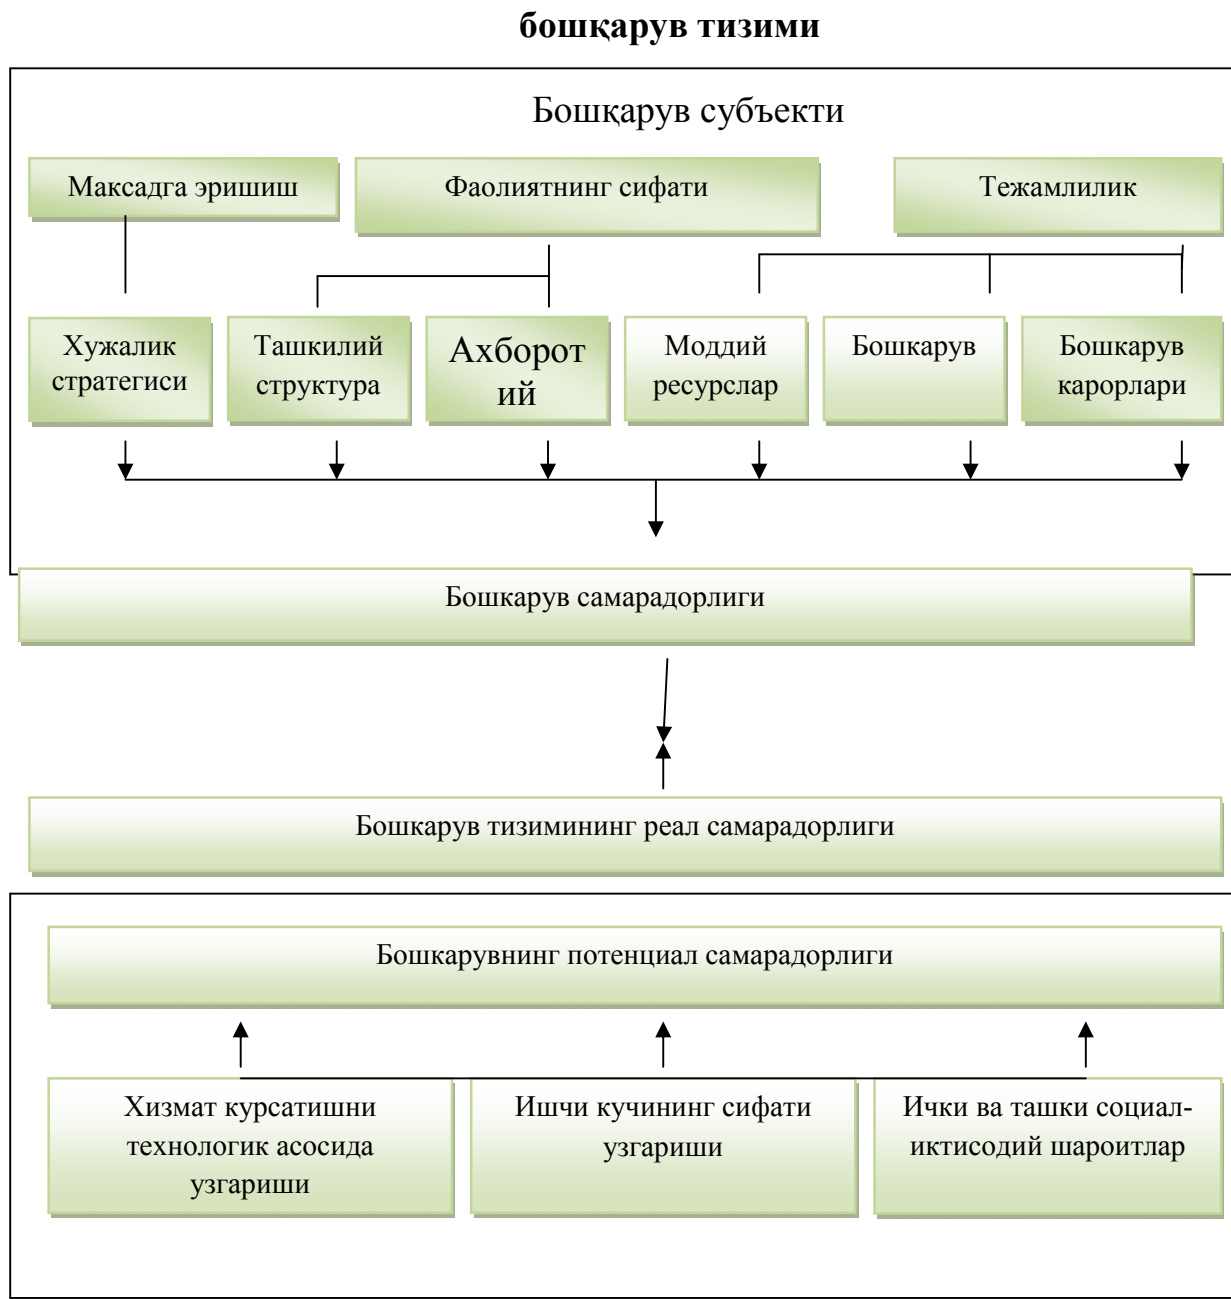 бошқарув тизими
Бошқарув субъекти
Максадга эришиш
Фаолиятнинг сифати
Тежамлилик
Хужалик
стратегиси
Ташкилий
структура
Ахборот
ий
Моддий
ресурслар
Бошкарув
Бошкарув
карорлари
Бошкарув самарадорлиги
Бошкарув тизимининг реал самарадорлиги
Бошкарувнинг потенциал самарадорлиги
Хизмат курсатишни
технологик асосида
узгариши
Ишчи кучининг сифати
узгариши
Ички ва ташки социал-
иктисодий шароитлар